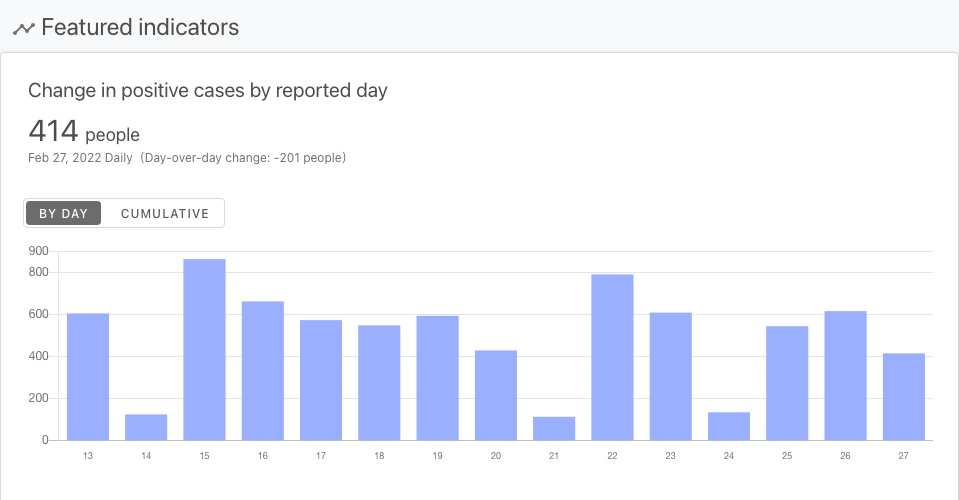 Featured indicators
Change in positive cases by reported day
414 people
Feb 27, 2022 Daily (Day-over-day change: -201 people)
BY DAY CUMULATIVE
900
800
600
400
200
0
13 14 15 16 17 18 19 20 21 22 23 24 25 26 27